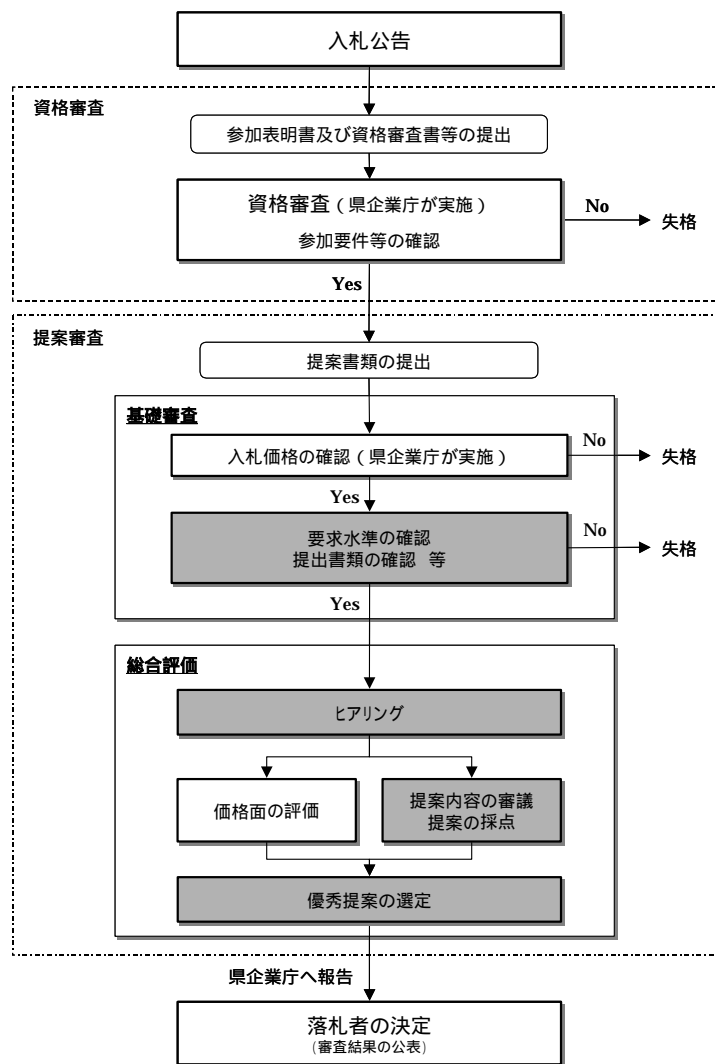 入札公告
資格審査
参加表明書及び資格審査書等の提出
資格審査（県企業庁が実施）
参加要件等の確認
No
失格
Yes
提案審査
提案書類の提出
基礎審査
入札価格の確認（県企業庁が実施）
No
失格
Yes
要求水準の確認
提出書類の確認 等
No
失格
Yes
総合評価
ヒアリング
価格面の評価
提案内容の審議
提案の採点
優秀提案の選定
県企業庁へ報告
落札者の決定
(審査結果の公表)